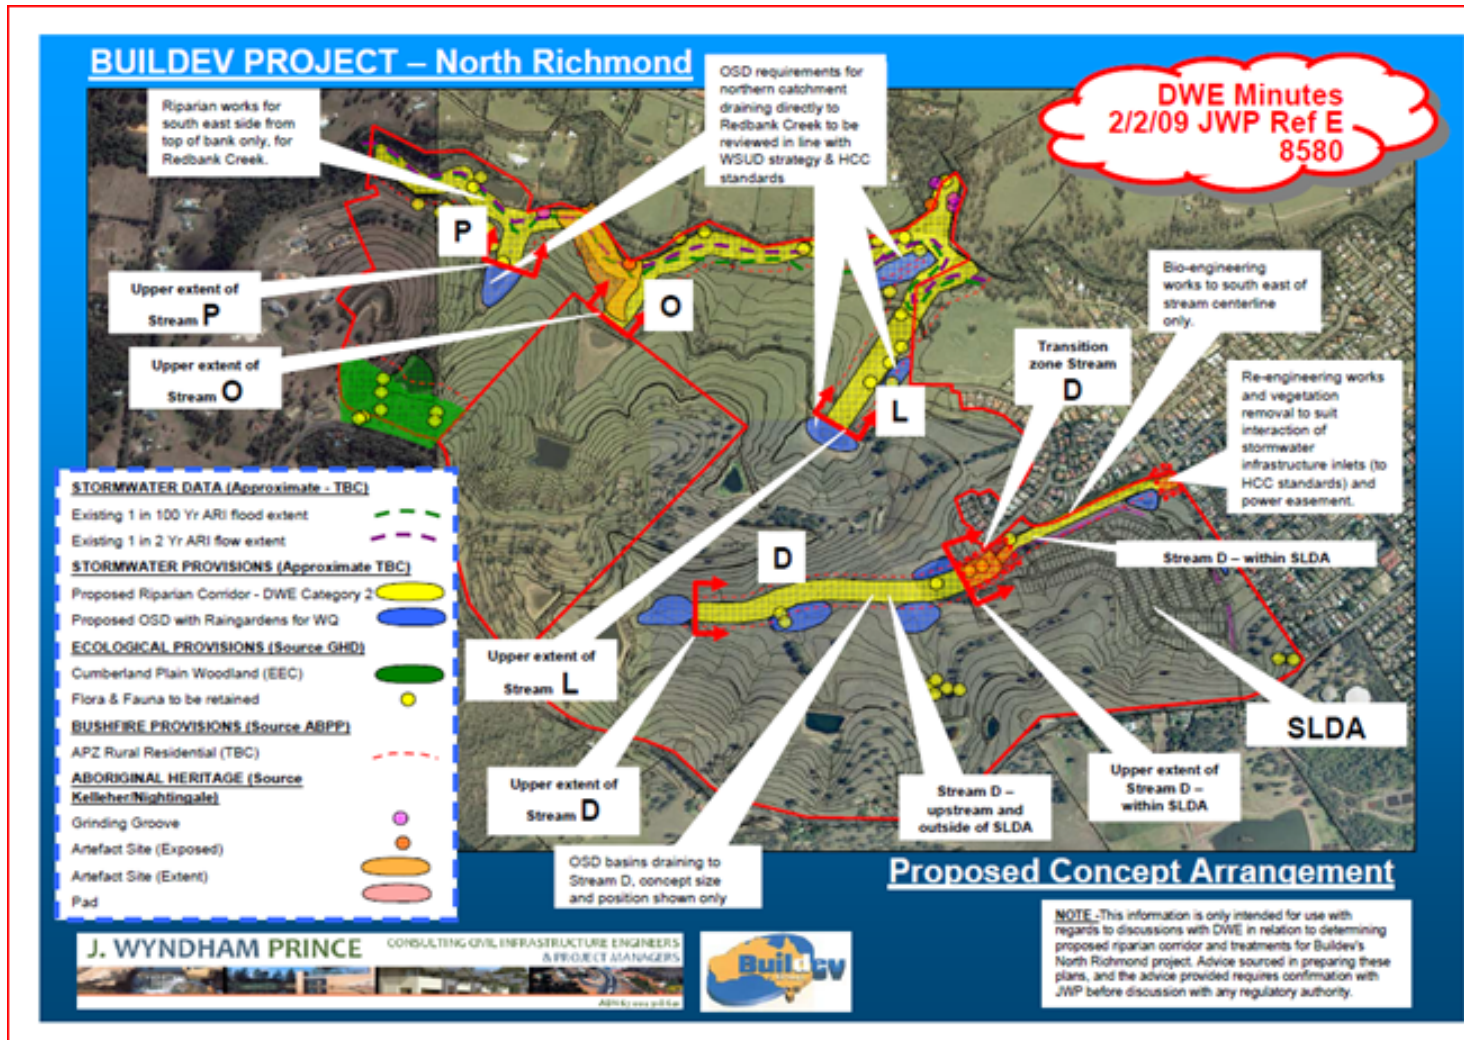 BUILDEV PROJECT – North Richmond
DWE Minutes
2/2/09 JWP Ref E
8580
Riparian works for
south east side from
top of bank only, for
Redbank Creek.
OSD requirements for
northern catchment
draining directly to
Redbank Creek to be
reviewed in line with
WSUD strategy & HCC
standards
P
Upper extent of
Stream P
O
Upper extent of
Stream O
L
Bio-engineering
works to south east of
stream centerline
only.
Transition
zone Stream
D
Re-engineering works
and vegetation
removal to suit
interaction of
stormwater
infrastructure inlets (to
HCC standards) and
power easement.
Stream D – within SLDA
D
SLDA
Upper extent of
Stream L
Upper extent of
Stream D
Stream D –
upstream and
outside of SLDA
Upper extent of
Stream D –
within SLDA
OSD basins draining to
Stream D, concept size
and position shown only
STORMWATER DATA (Approximate - TBC)
Existing 1 in 100 Yr ARI flood extent
Existing 1 in 2 Yr ARI flow extent
STORMWATER PROVISIONS (Approximate TBC)
Proposed Riparian Corridor - DWE Category 2
Proposed OSD with Raingardens for WQ
ECOLOGICAL PROVISIONS (Source GHD)
Cumberland Plain Woodland (EEC)
Flora & Fauna to be retained
BUSHFIRE PROVISIONS (Source ABPP)
APZ Rural Residential (TBC)
ABORIGINAL HERITAGE (Source
Kelleher/Nightingale)
Grinding Groove
Artefact Site (Exposed)
Artefact Site (Extent)
Pad
Proposed Concept Arrangement
NOTE -This information is only intended for use with
regards to discussions with DWE in relation to determining
proposed riparian corridor and treatments for Buildev's
North Richmond project. Advice sourced in preparing these
plans, and the advice provided requires confirmation with
JWP before discussion with any regulatory authority.
J. WYNDHAM PRINCE
CONSULTING CIVIL INFRASTRUCTURE ENGINEERS
& PROJECT MANAGERS
Buildev